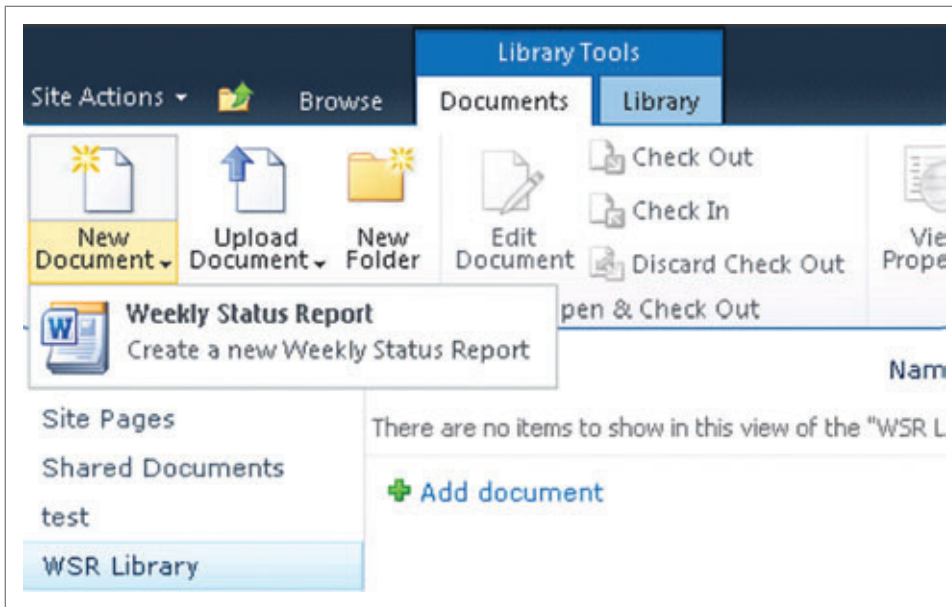 Library Tools
Site Actions Browse Documents Library
New Document
Upload Document
New Folder
Edit Document
Check Out
Check In
Discard Check Out
pen & Check Out
Vie
Prope
W
Weekly Status Report
Create a new Weekly Status Report
Nam
Site Pages
Shared Documents
test
WSR Library
There are no items to show in this view of the "WSR L
Add document